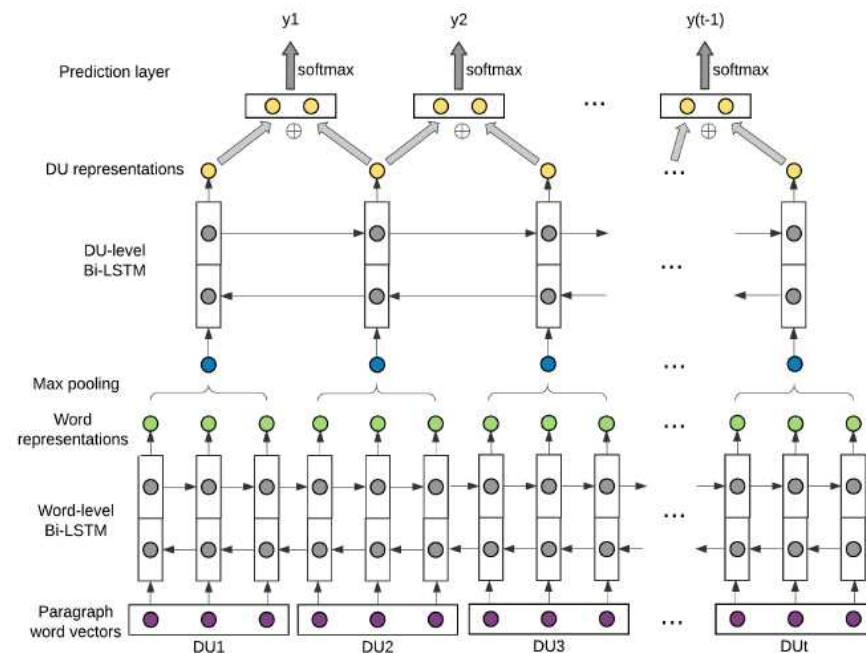 y1 y2 y(t-1)
Prediction layer softmax softmax softmax
...
DU representations ...
DU-level
Bi-LSTM ...
Max pooling ...
Word
representations ...
Word-level
Bi-LSTM ...
Paragraph
word vectors ...
DU1 DU2 DU3 DUt